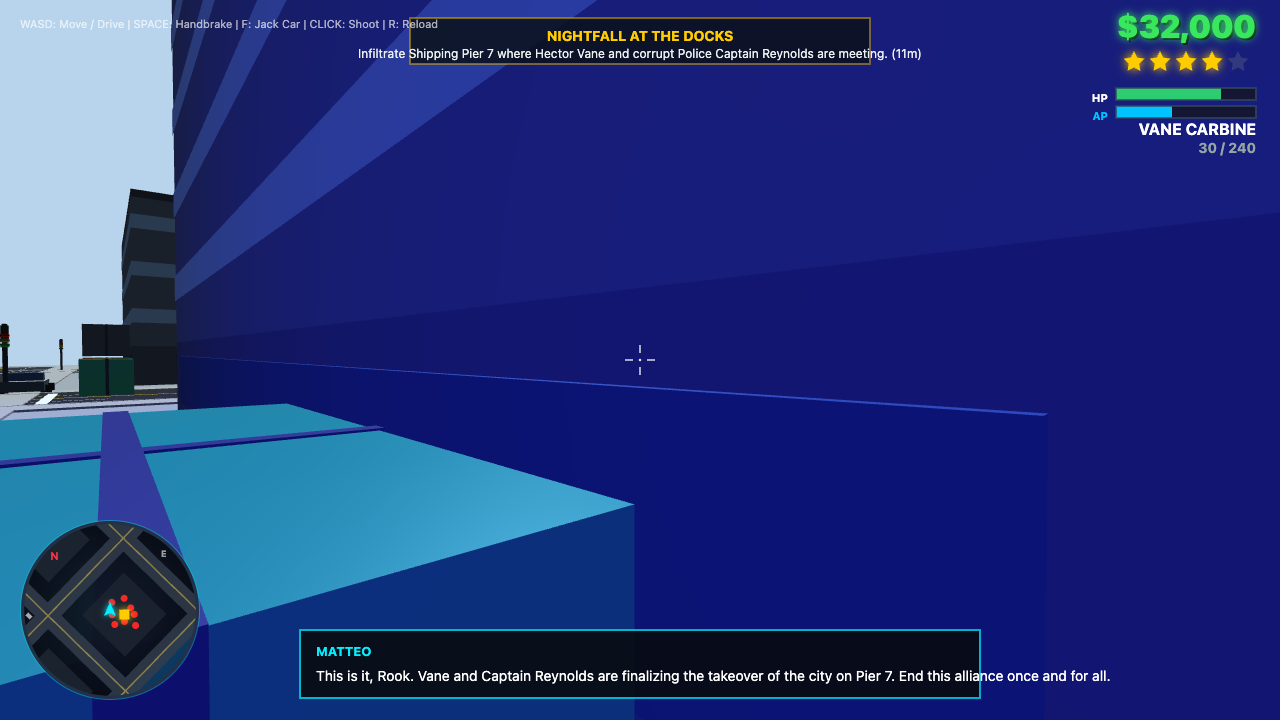 WASD: Move / Drive | SPACE: Handbrake | F: Jack Car | CLICK: Shoot | R: Reload
NIGHTFALL AT THE DOCKS
Infiltrate Shipping Pier 7 where Hector Vane and corrupt Police Captain Reynolds are meeting. (11m)
$32,000
HP
AP
VANE CARBINE
30 / 240
N
E
MATTEO
This is it, Rook. Vane and Captain Reynolds are finalizing the takeover of the city on Pier 7. End this alliance once and for all.